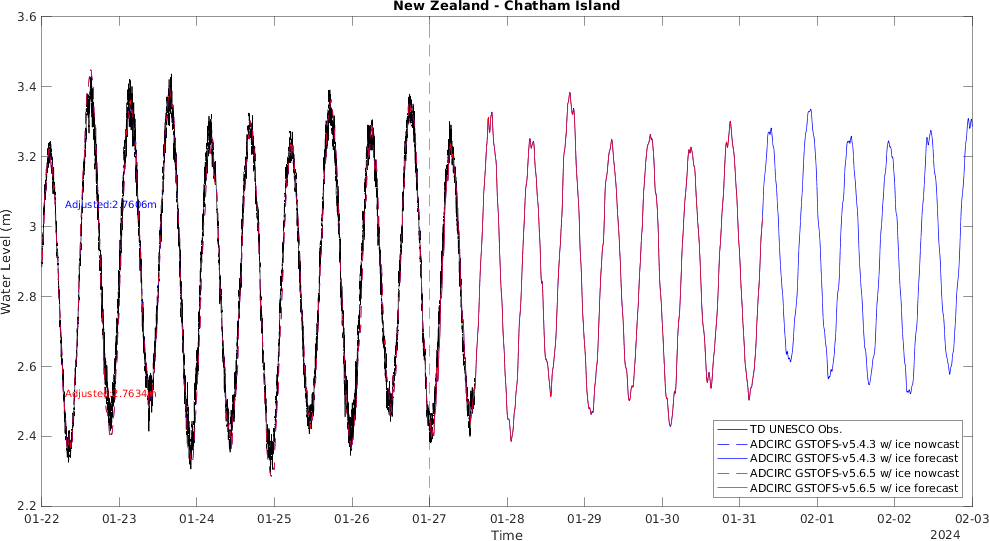 New Zealand - Chatham Island
3.6
3.4
3.2
3
2.8
2.6
2.4
2.2
Water Level (m)
Adjusted:2.7606m
Adjusted:2.7634m
TD UNESCO Obs.
ADCIRC GSTOFS-v5.4.3 w/ ice nowcast
ADCIRC GSTOFS-v5.4.3 w/ ice forecast
ADCIRC GSTOFS-v5.6.5 w/ ice nowcast
ADCIRC GSTOFS-v5.6.5 w/ ice forecast
01-22 01-23 01-24 01-25 01-26 01-27 01-28 01-29 01-30 01-31 02-01 02-02 02-03
Time
2024